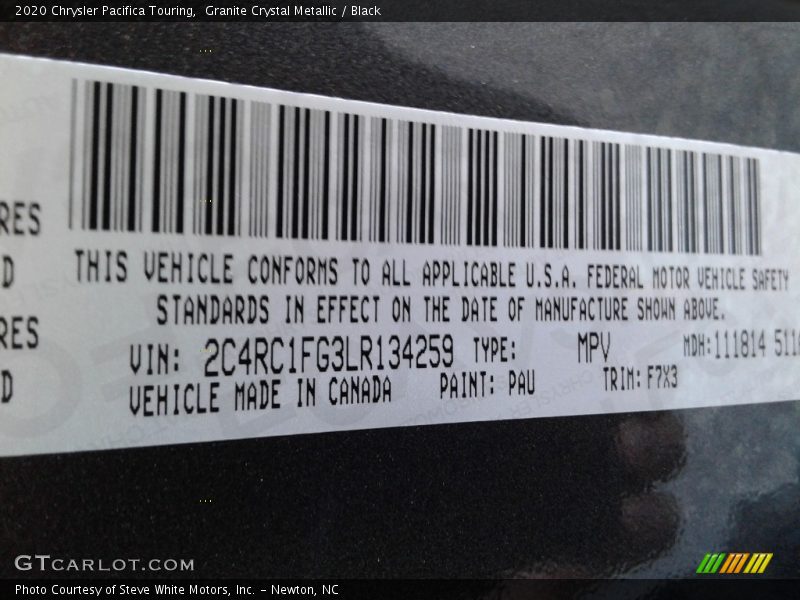 2020 Chrysler Pacifica Touring,  Granite Crystal Metallic / Black
RES
D
RES
D
THIS VEHICLE CONFORMS TO ALL APPLICABLE U.S.A. FEDERAL MOTOR VEHICLE SAFETY
STANDARDS IN EFFECT ON THE DATE OF MANUFACTURE SHOWN ABOVE.
VIN: 2C4RC1FG3LR134259 TYPE: MPV MDH:111814 511
VEHICLE MADE IN CANADA PAINT: PAU TRIM: F7X3
GTCARLOT.COM
Photo Courtesy of Steve White Motors, Inc. – Newton, NC